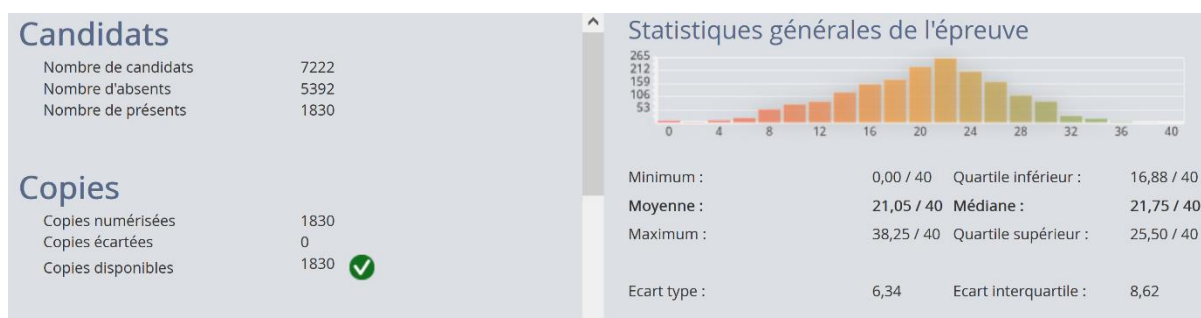 Candidats
Nombre de candidats 7222
Nombre d'absents 5392
Nombre de présents 1830
Copies
Copies numérisées 1830
Copies écartées 0
Copies disponibles 1830
Statistiques générales de l'épreuve
265
212
159
106
53
0 4 8 12 16 20 24 28 32 36 40
Minimum : 0,00 / 40 Quartile inférieur : 16,88 / 40
Moyenne : 21,05 / 40 Médiane : 21,75 / 40
Maximum : 38,25 / 40 Quartile supérieur : 25,50 / 40
Ecart type : 6,34 Ecart interquartile : 8,62